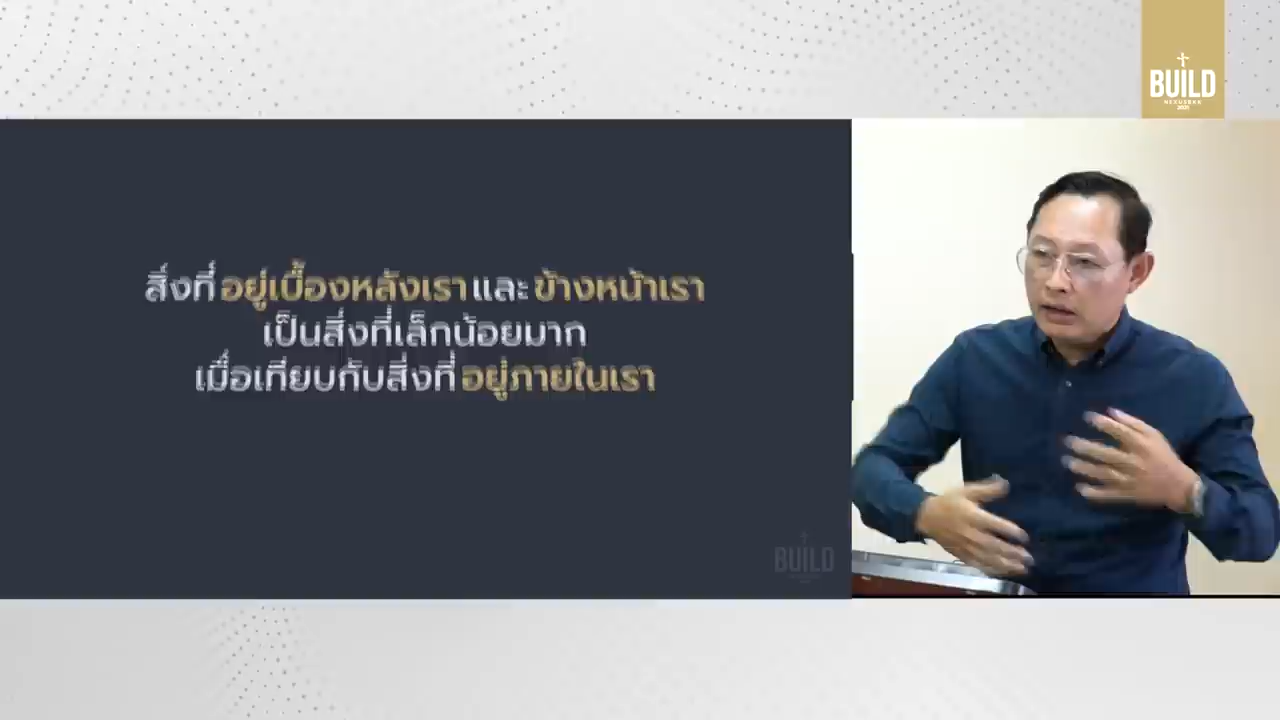 BUILD
NEXUSBKK
2021
สิ่งที่อยู่เบื้องหลังเราและข้างหน้าเรา
เป็นสิ่งที่เล็กน้อยมาก
เมื่อเทียบกับสิ่งที่อยู่ภายในเรา
BUILD